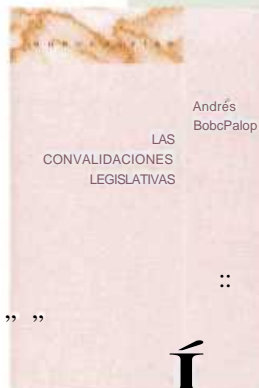 Andrés
BobcPalop
LAS
CONVALIDACIONES
LEGISLATIVAS
::
” ”
Í